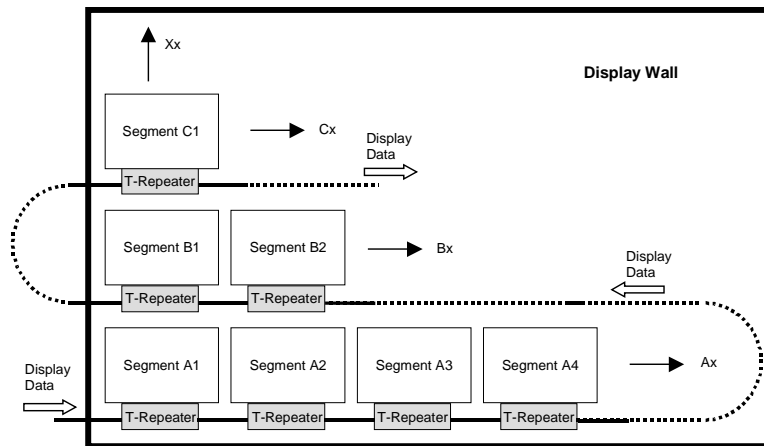 Xx
Display Wall
Segment C1
Cx
Display
Data
T-Repeater
Segment B1
Segment B2
Bx
Display
Data
T-Repeater
T-Repeater
Display
Data
Segment A1
Segment A2
Segment A3
Segment A4
Ax
T-Repeater
T-Repeater
T-Repeater
T-Repeater